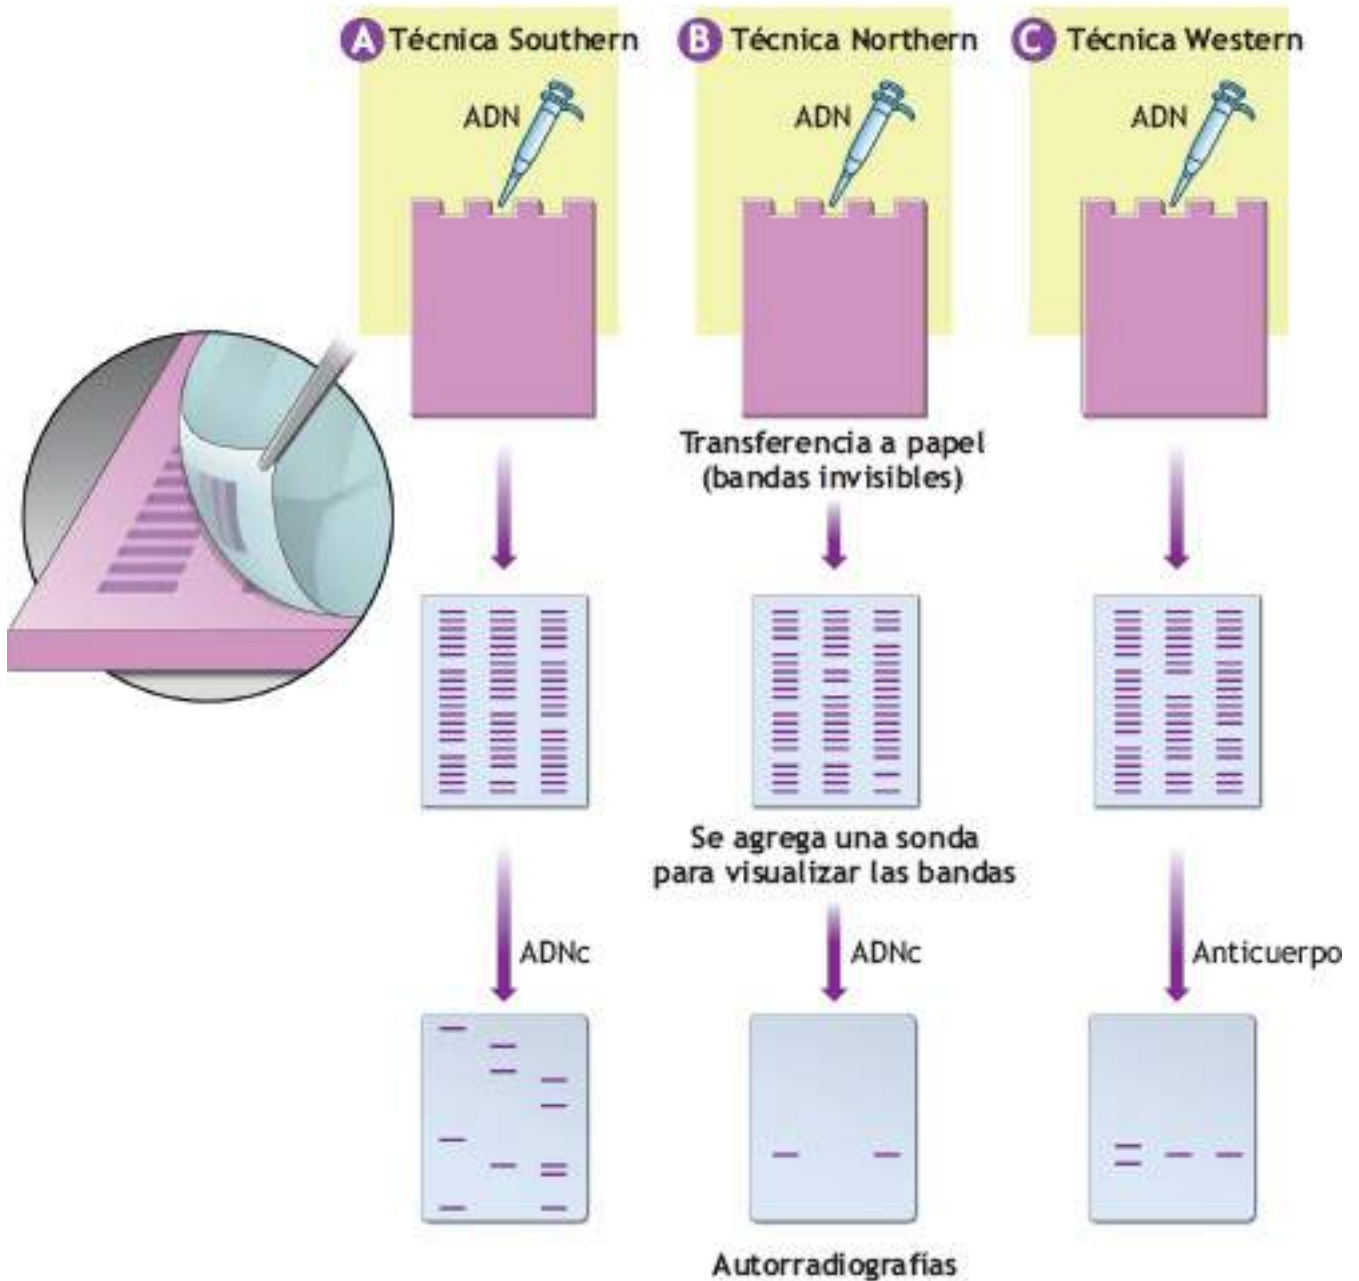 A Técnica Southern
B Técnica Northern
C Técnica Western
ADN
ADN
ADN
Transferencia a papel
(bandas invisibles)
Se agrega una sonda
para visualizar las bandas
ADNc
ADNc
Anticuerpo
Autorradiografías